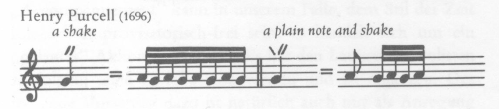 Henry Purcell (1696)
a shake
a plain note and shake